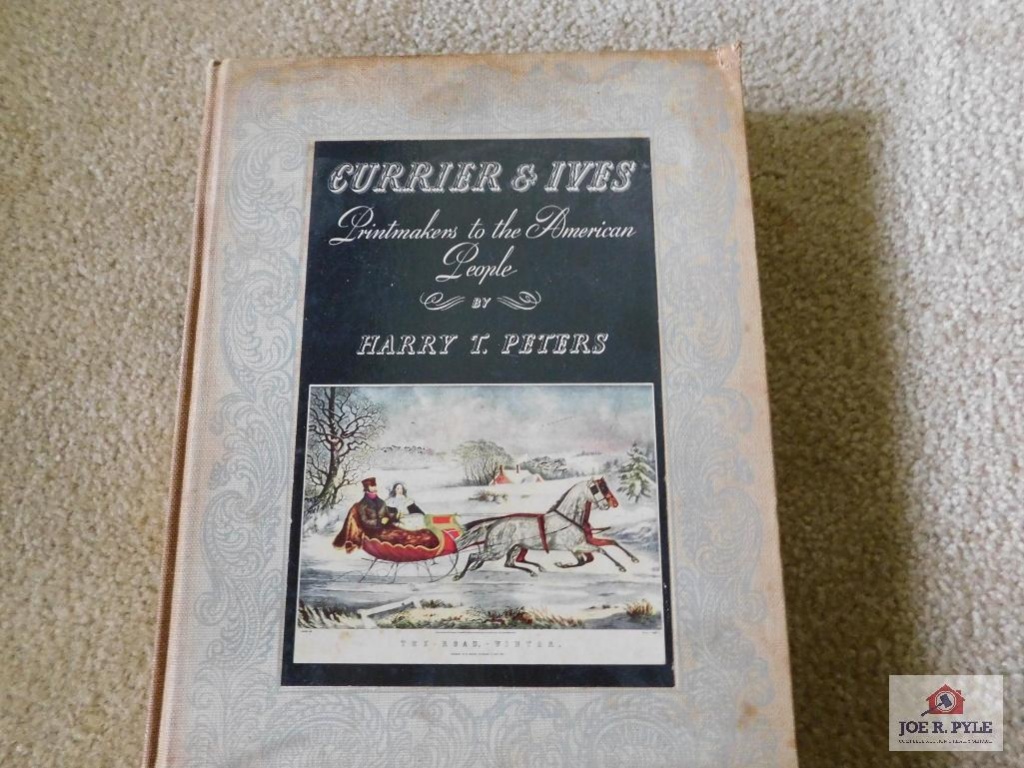 CURRIER & IVES
Printmakers to the American
People
BY
HARRY T. PETERS
THE ROAD,-WINTER.
JOE R. PYLE